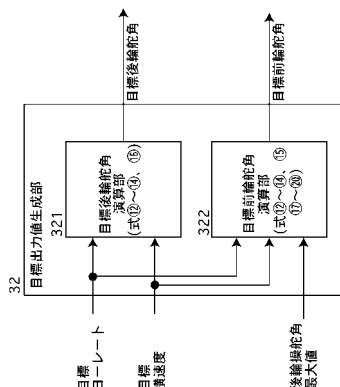 32
目標出力値生成部
目標
ヨーレート
目標
横速度
後輪操舵角
最大値
321
目標後輪舵角
演算部
(式⑫~⑭、⑯)
322
目標前輪舵角
演算部
(式⑫~⑭、⑮
⑰~⑳)
目標後輪舵角
目標前輪舵角